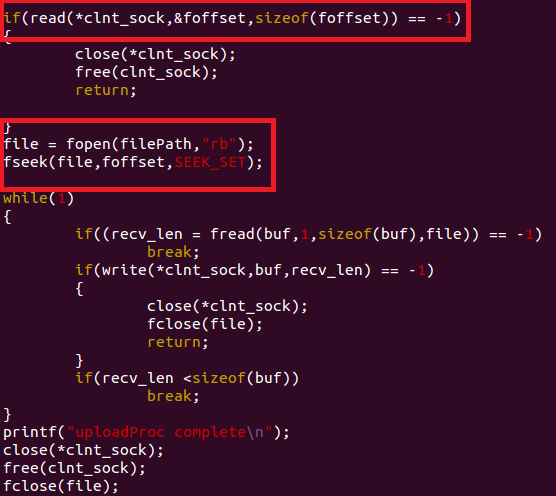 if(read(*clnt_sock,&foffset,sizeof(foffset)) == -1)
{
close(*clnt_sock);
free(clnt_sock);
return;
}
file = fopen(filePath,"rb");
fseek(file,foffset,SEEK_SET);
while(1)
{
if((recv_len = fread(buf,1,sizeof(buf),file)) == -1)
break;
if(write(*clnt_sock,buf,recv_len) == -1)
{
close(*clnt_sock);
fclose(file);
return;
}
if(recv_len <sizeof(buf))
break;
}
printf("uploadProc complete\n");
close(*clnt_sock);
free(clnt_sock);
fclose(file);